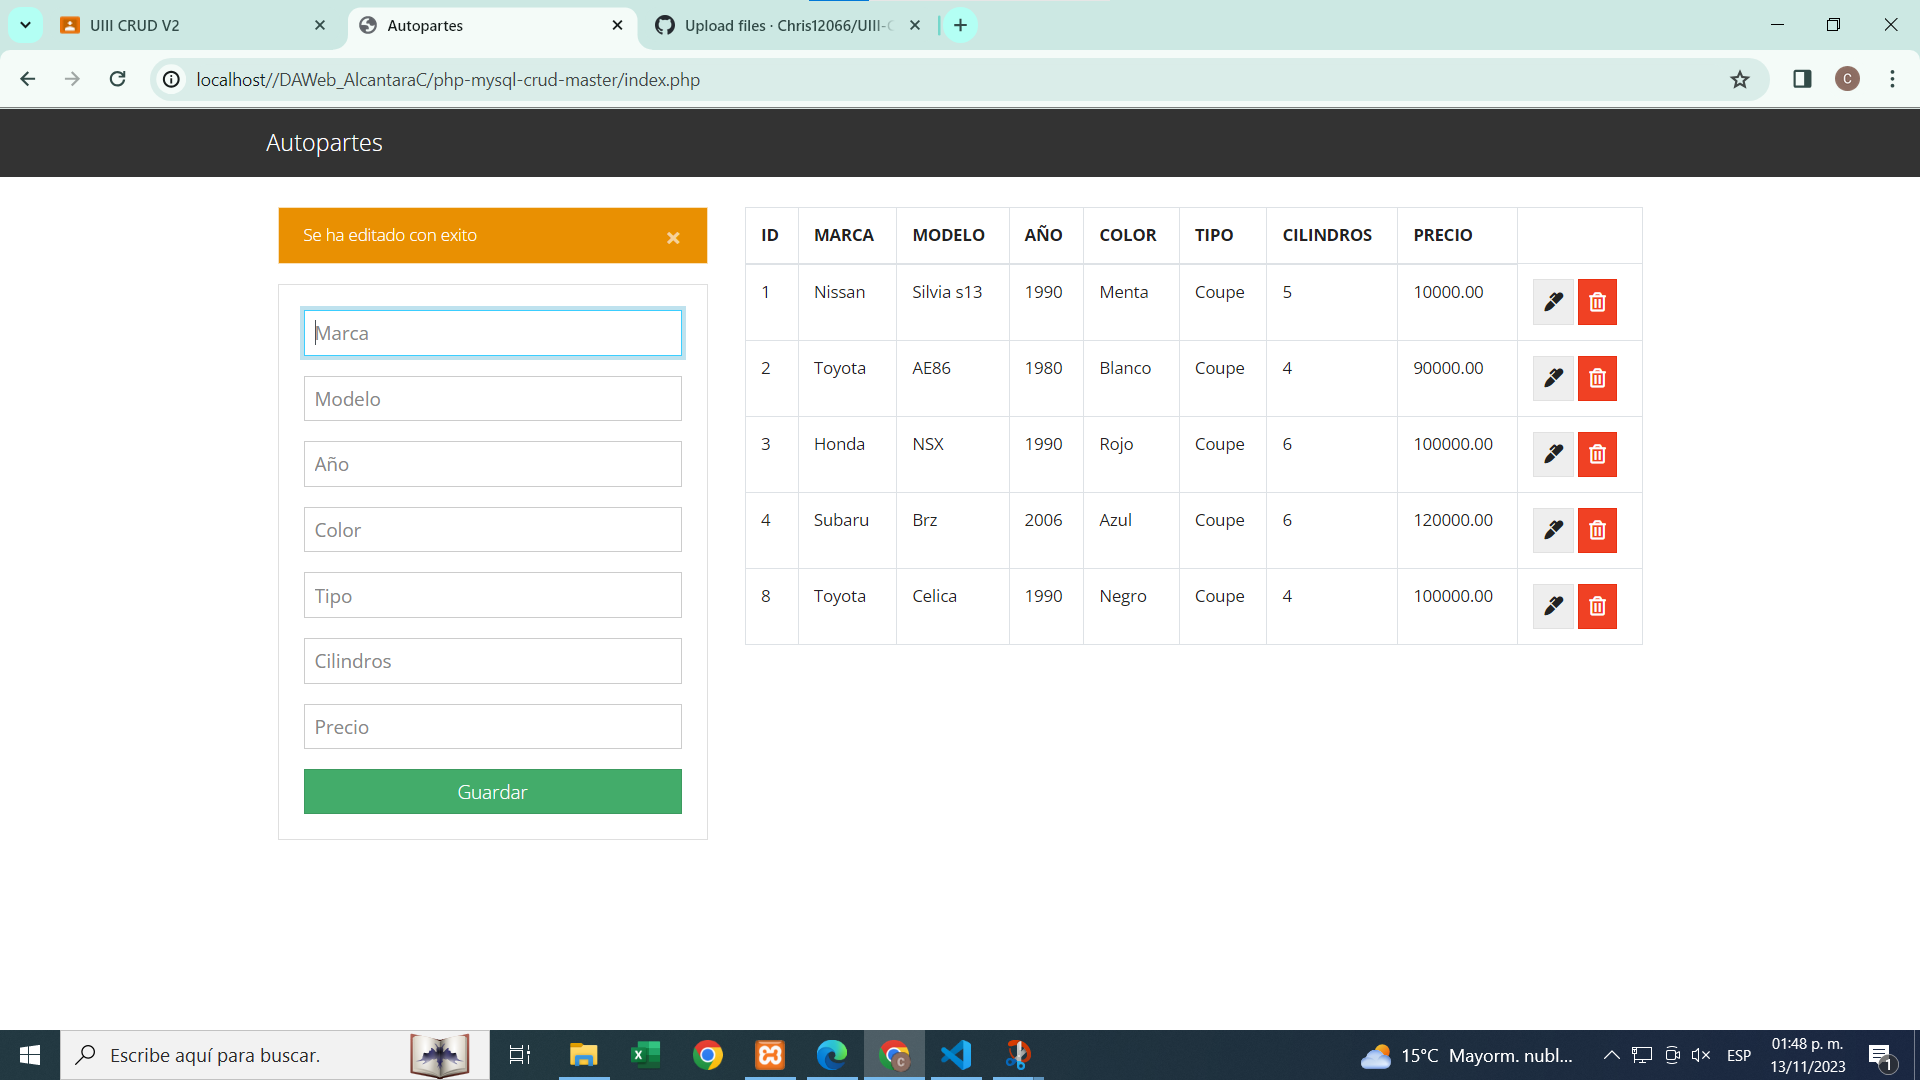 UIII CRUD V2
Autopartes
Upload files · Chris12066/UIII-C
localhost//DAWeb_AlcantaraC/php-mysql-crud-master/index.php
C
Autopartes
Se ha editado con exito ×
Marca
Modelo
Año
Color
Tipo
Cilindros
Precio
Guardar
ID MARCA MODELO AÑO COLOR TIPO CILINDROS PRECIO
1 Nissan Silvia s13 1990 Menta Coupe 5 10000.00
2 Toyota AE86 1980 Blanco Coupe 4 90000.00
3 Honda NSX 1990 Rojo Coupe 6 100000.00
4 Subaru Brz 2006 Azul Coupe 6 120000.00
8 Toyota Celica 1990 Negro Coupe 4 100000.00
Escribe aquí para buscar.
15°C Mayorm. nubl...
ESP
01:48 p. m.
13/11/2023
1